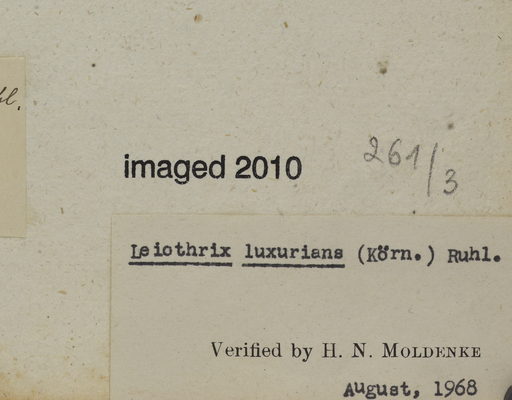 imaged 2010
261/3
Leiothrix luxurians (Körn.) Ruhl.
Verified by H. N. MOLDENKE
August, 1968